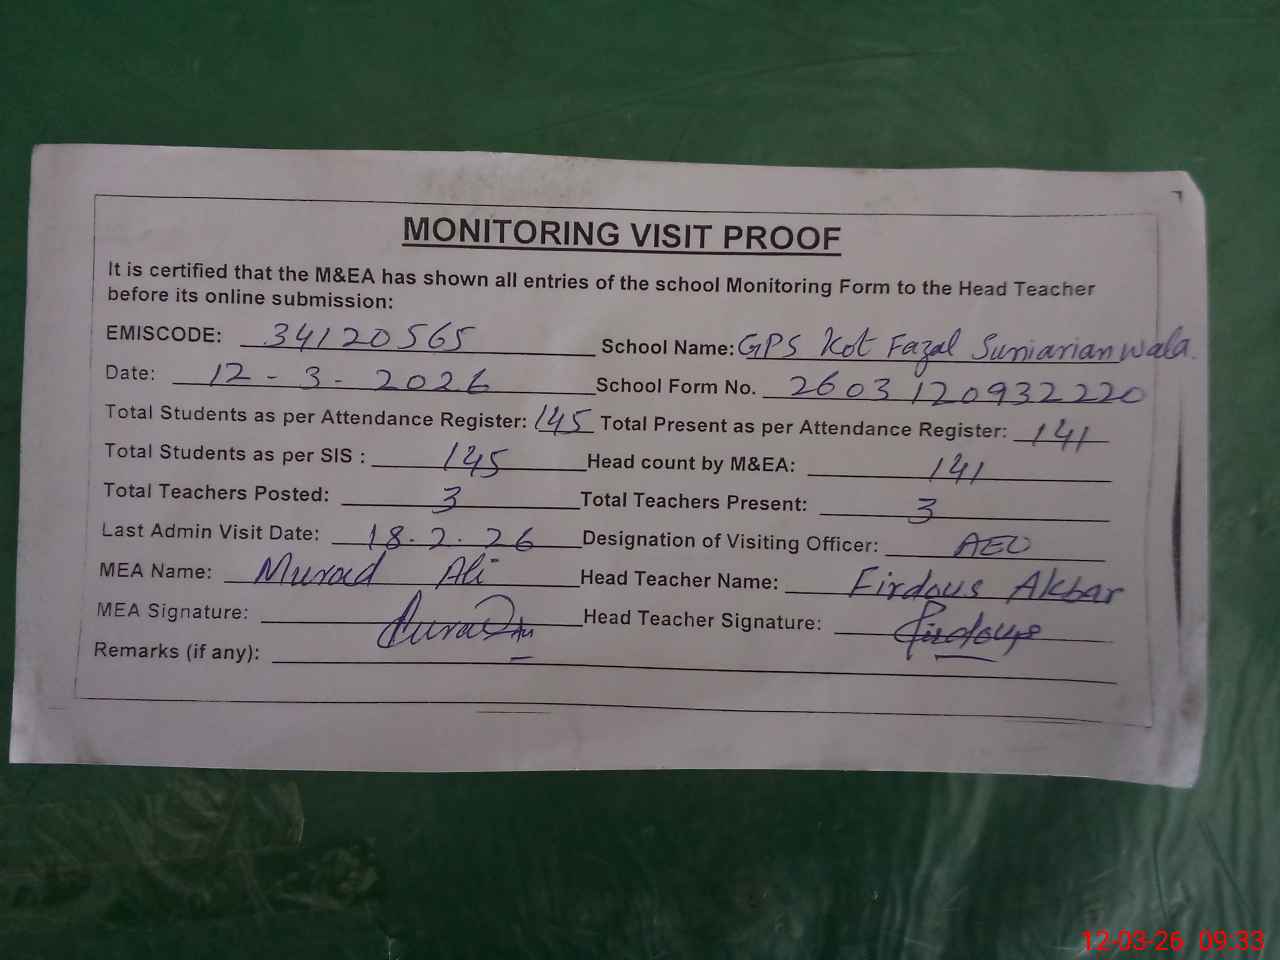 MONITORING VISIT PROOF
It is certified that the M&EA has shown all entries of the school Monitoring Form to the Head Teacher
before its online submission:
EMISCODE: 34120565 School Name: GPS Kot Fazal Suniarian wala.
Date: 12-3-2026 School Form No. 2603120932220
Total Students as per Attendance Register: 145 Total Present as per Attendance Register: 141
Total Students as per SIS : 145 Head count by M&EA: 141
Total Teachers Posted: 3 Total Teachers Present: 3
Last Admin Visit Date: 18.2.26 Designation of Visiting Officer: AEO
MEA Name: Murad Ali Head Teacher Name: Firdous Akbar
MEA Signature: Head Teacher Signature: Firdous
Remarks (if any):
12-03-26 09:33